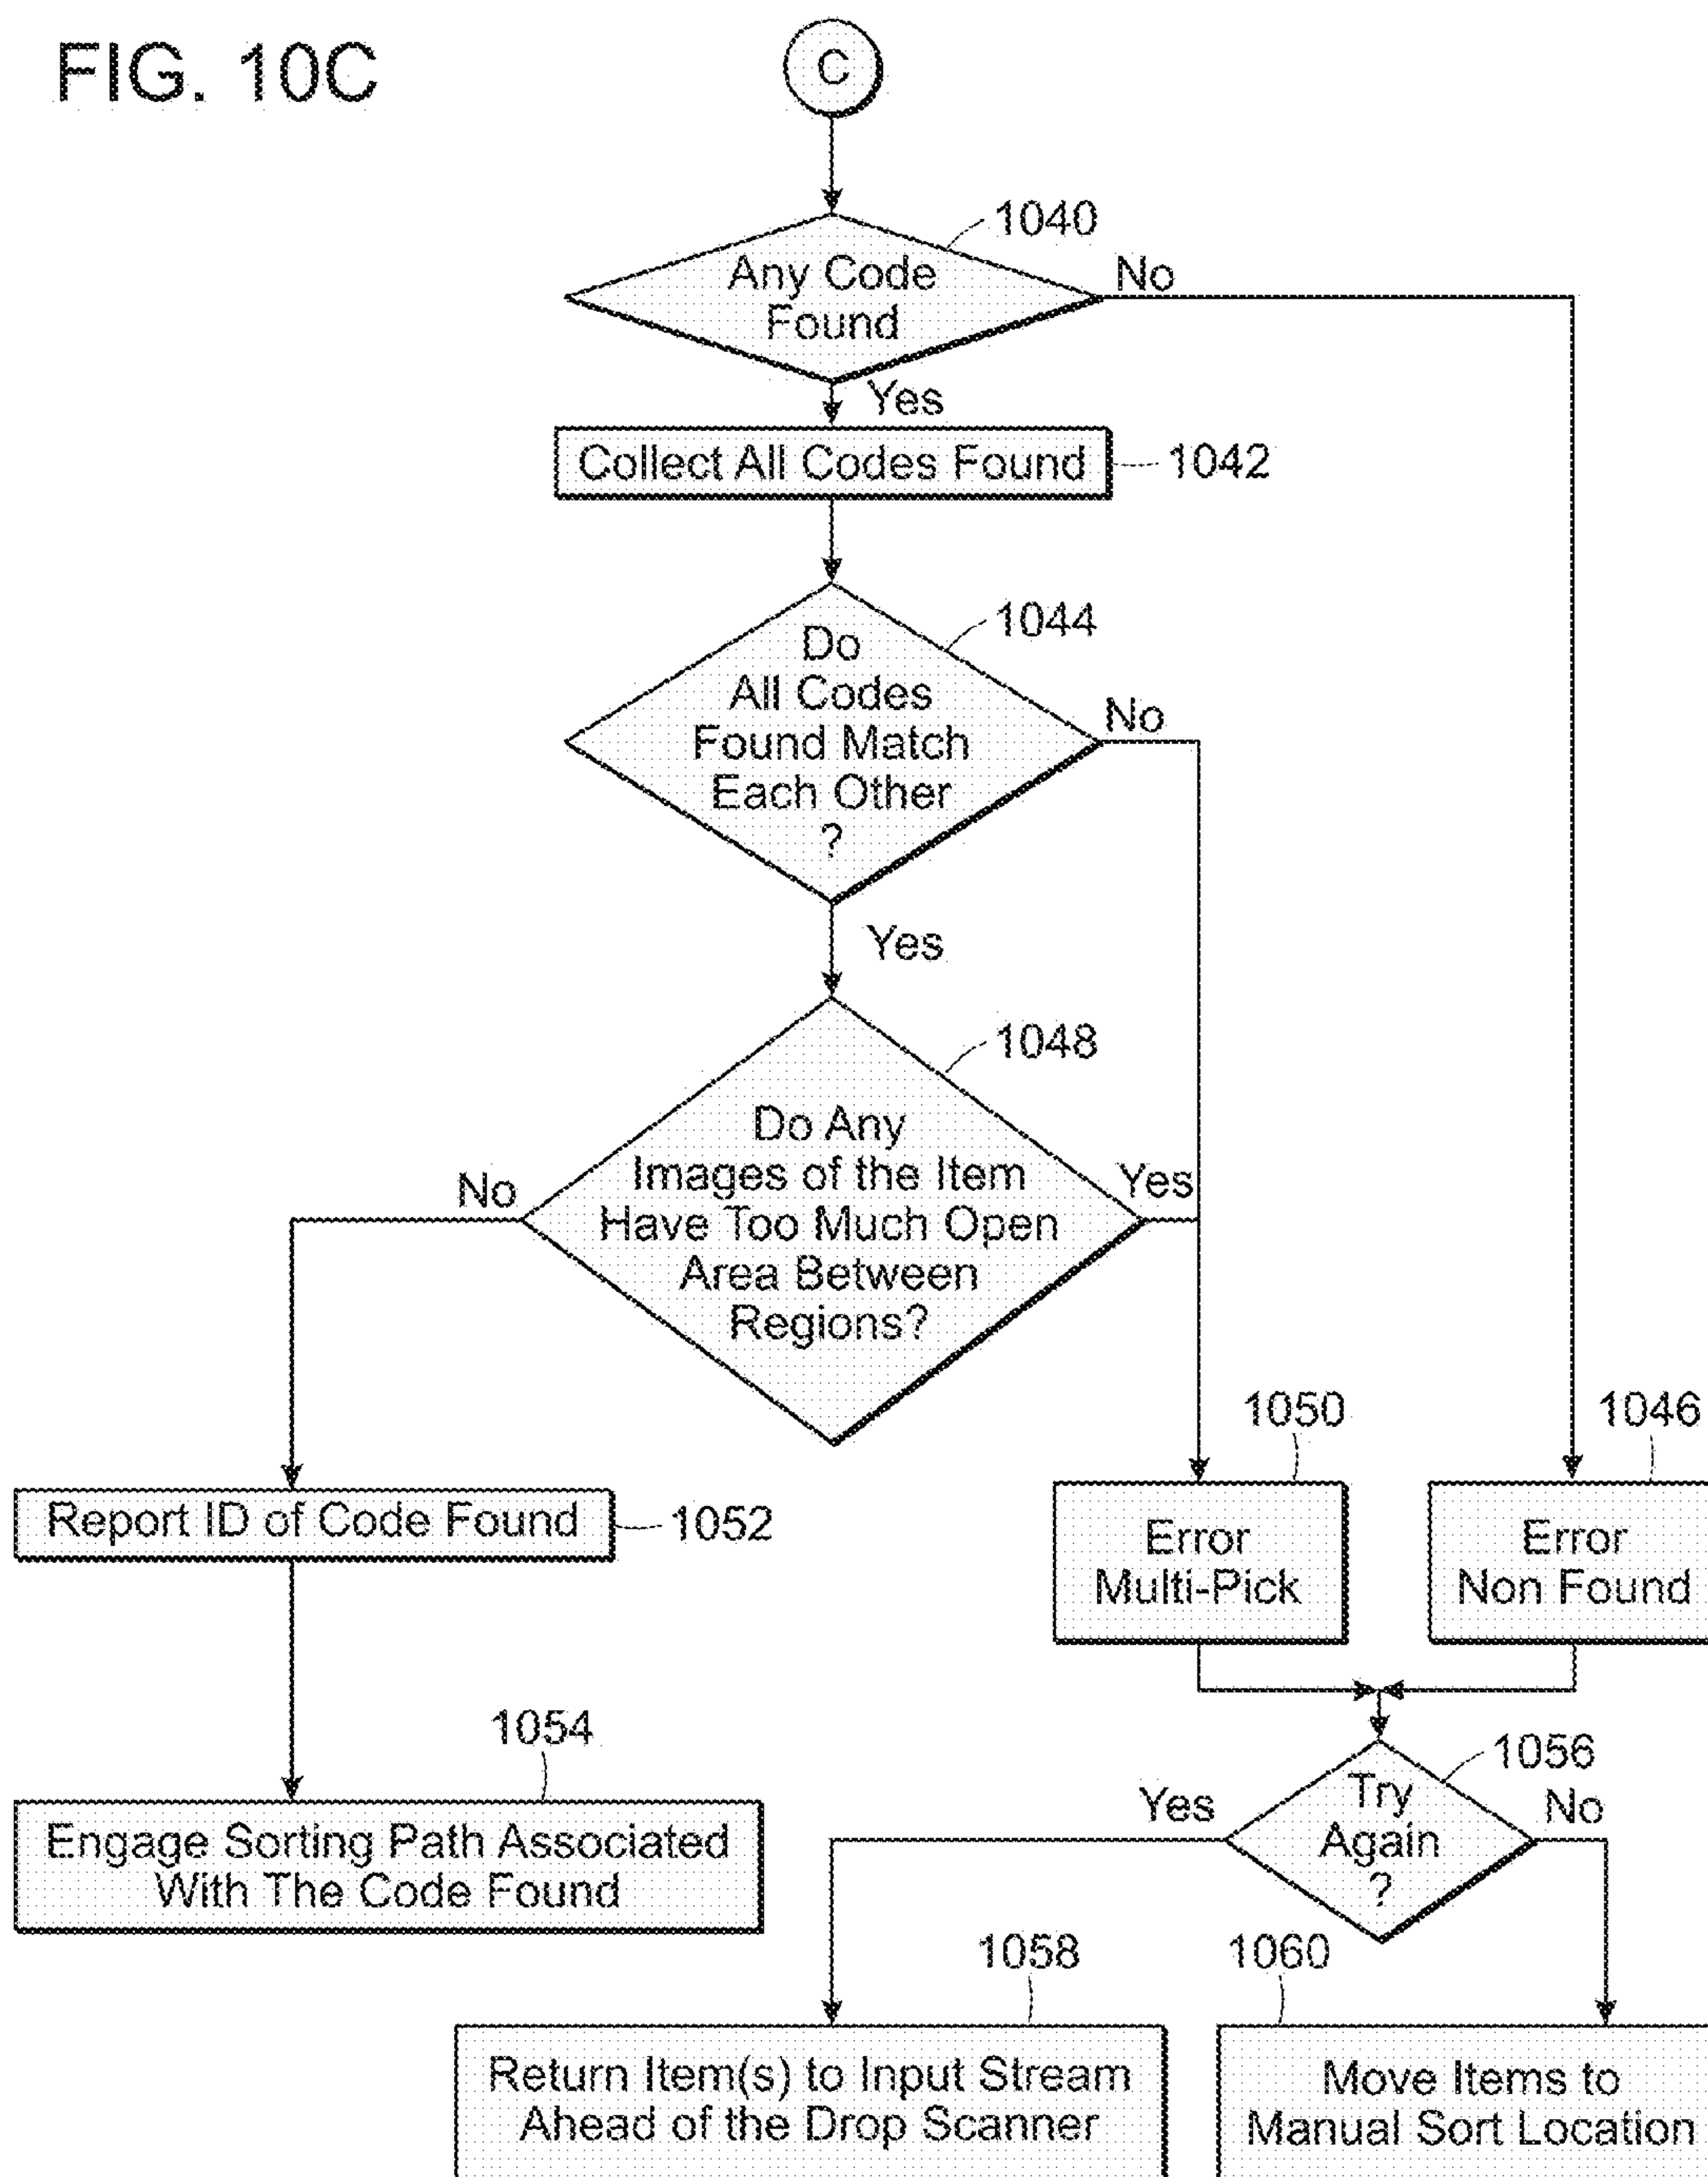 FIG. 10C
C
1040
Any Code
Found
No
Yes
Collect All Codes Found
1042
1044
Do
All Codes
Found Match
Each Other
?
No
Yes
1048
Do Any
Images of the Item
Have Too Much Open
Area Between
Regions?
No
Yes
1050
1046
Report ID of Code Found
1052
Error
Multi-Pick
Error
Non Found
1054
Engage Sorting Path Associated
With The Code Found
1056
Try
Again
?
Yes
No
1058
1060
Return Item(s) to Input Stream
Ahead of the Drop Scanner
Move Items to
Manual Sort Location